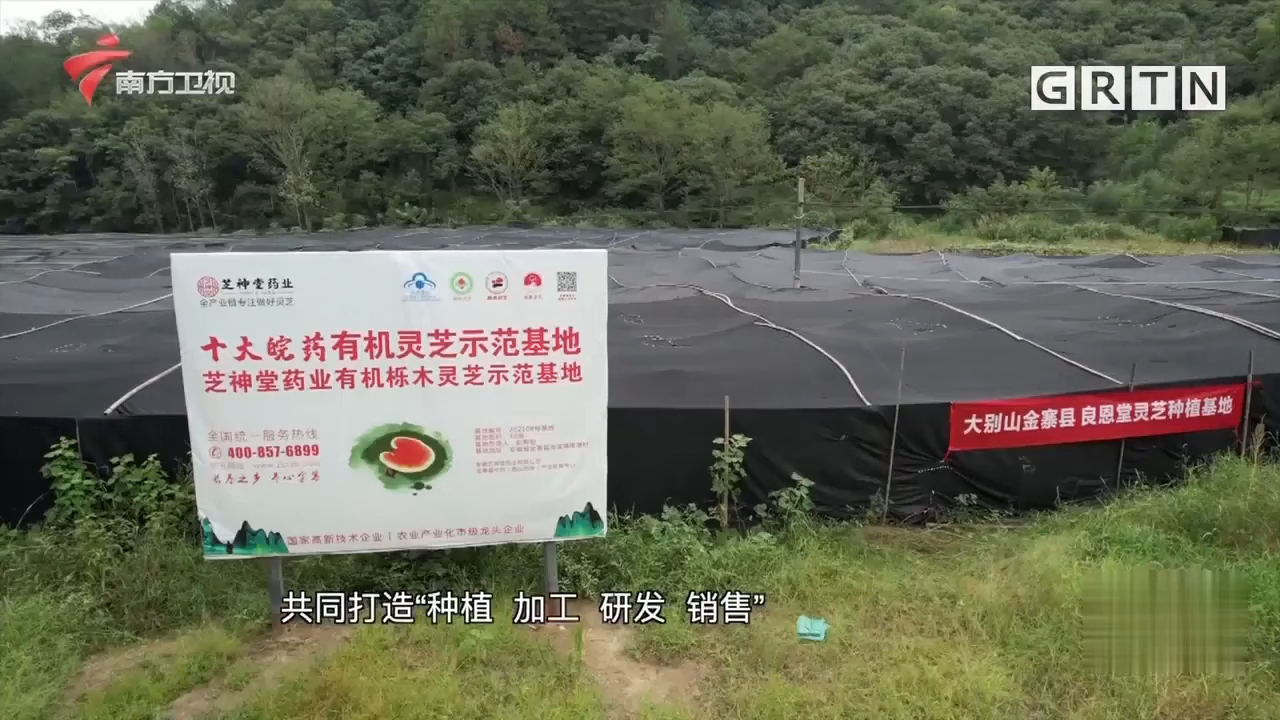 南方卫视
GRTN
芝神堂药业
全产业链专注做好灵芝
十大皖药有机灵芝示范基地
芝神堂药业有机栎木灵芝示范基地
全国统一服务热线
400-857-6899
国家高新技术企业 | 农业产业化市级龙头企业
大别山金寨县 良恩堂灵芝种植基地
共同打造“种植 加工 研发 销售”